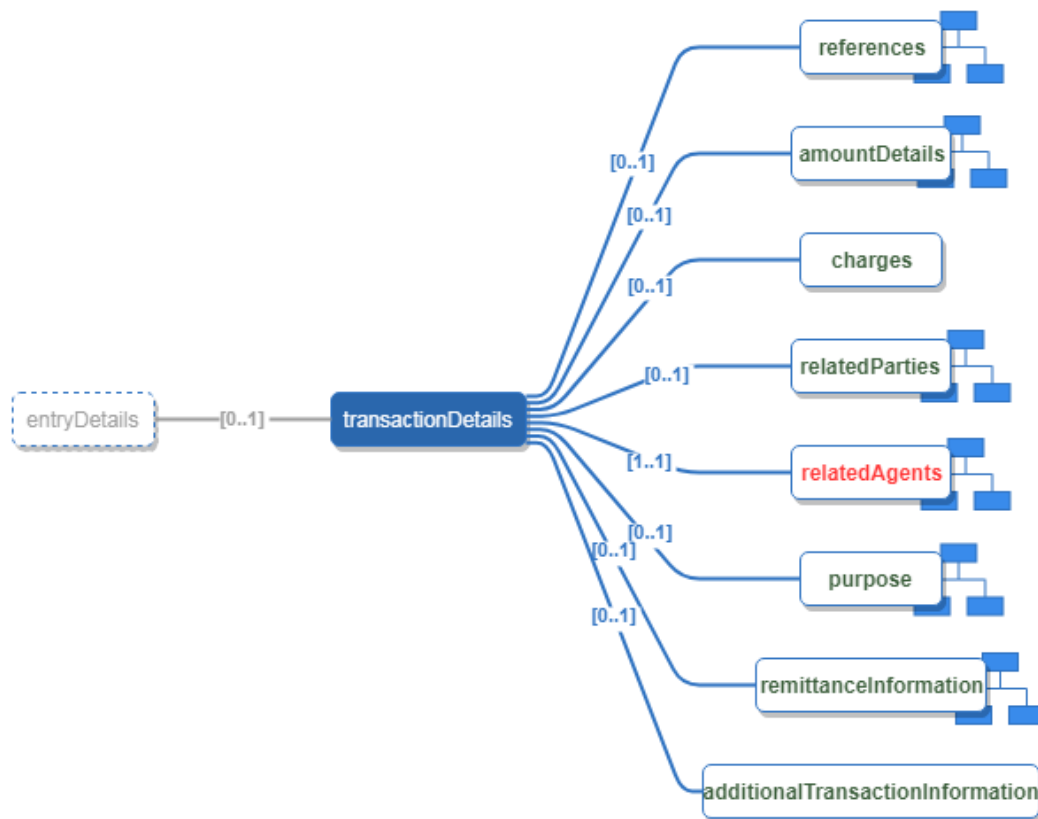 references
[0..1]
amountDetails
[0..1]
charges
[0..1]
relatedParties
[0..1]
entryDetails
[0..1]
transactionDetails
[1..1]
relatedAgents
[0..1]
[0..1]
purpose
[0..1]
remittanceInformation
additionalTransactionInformation